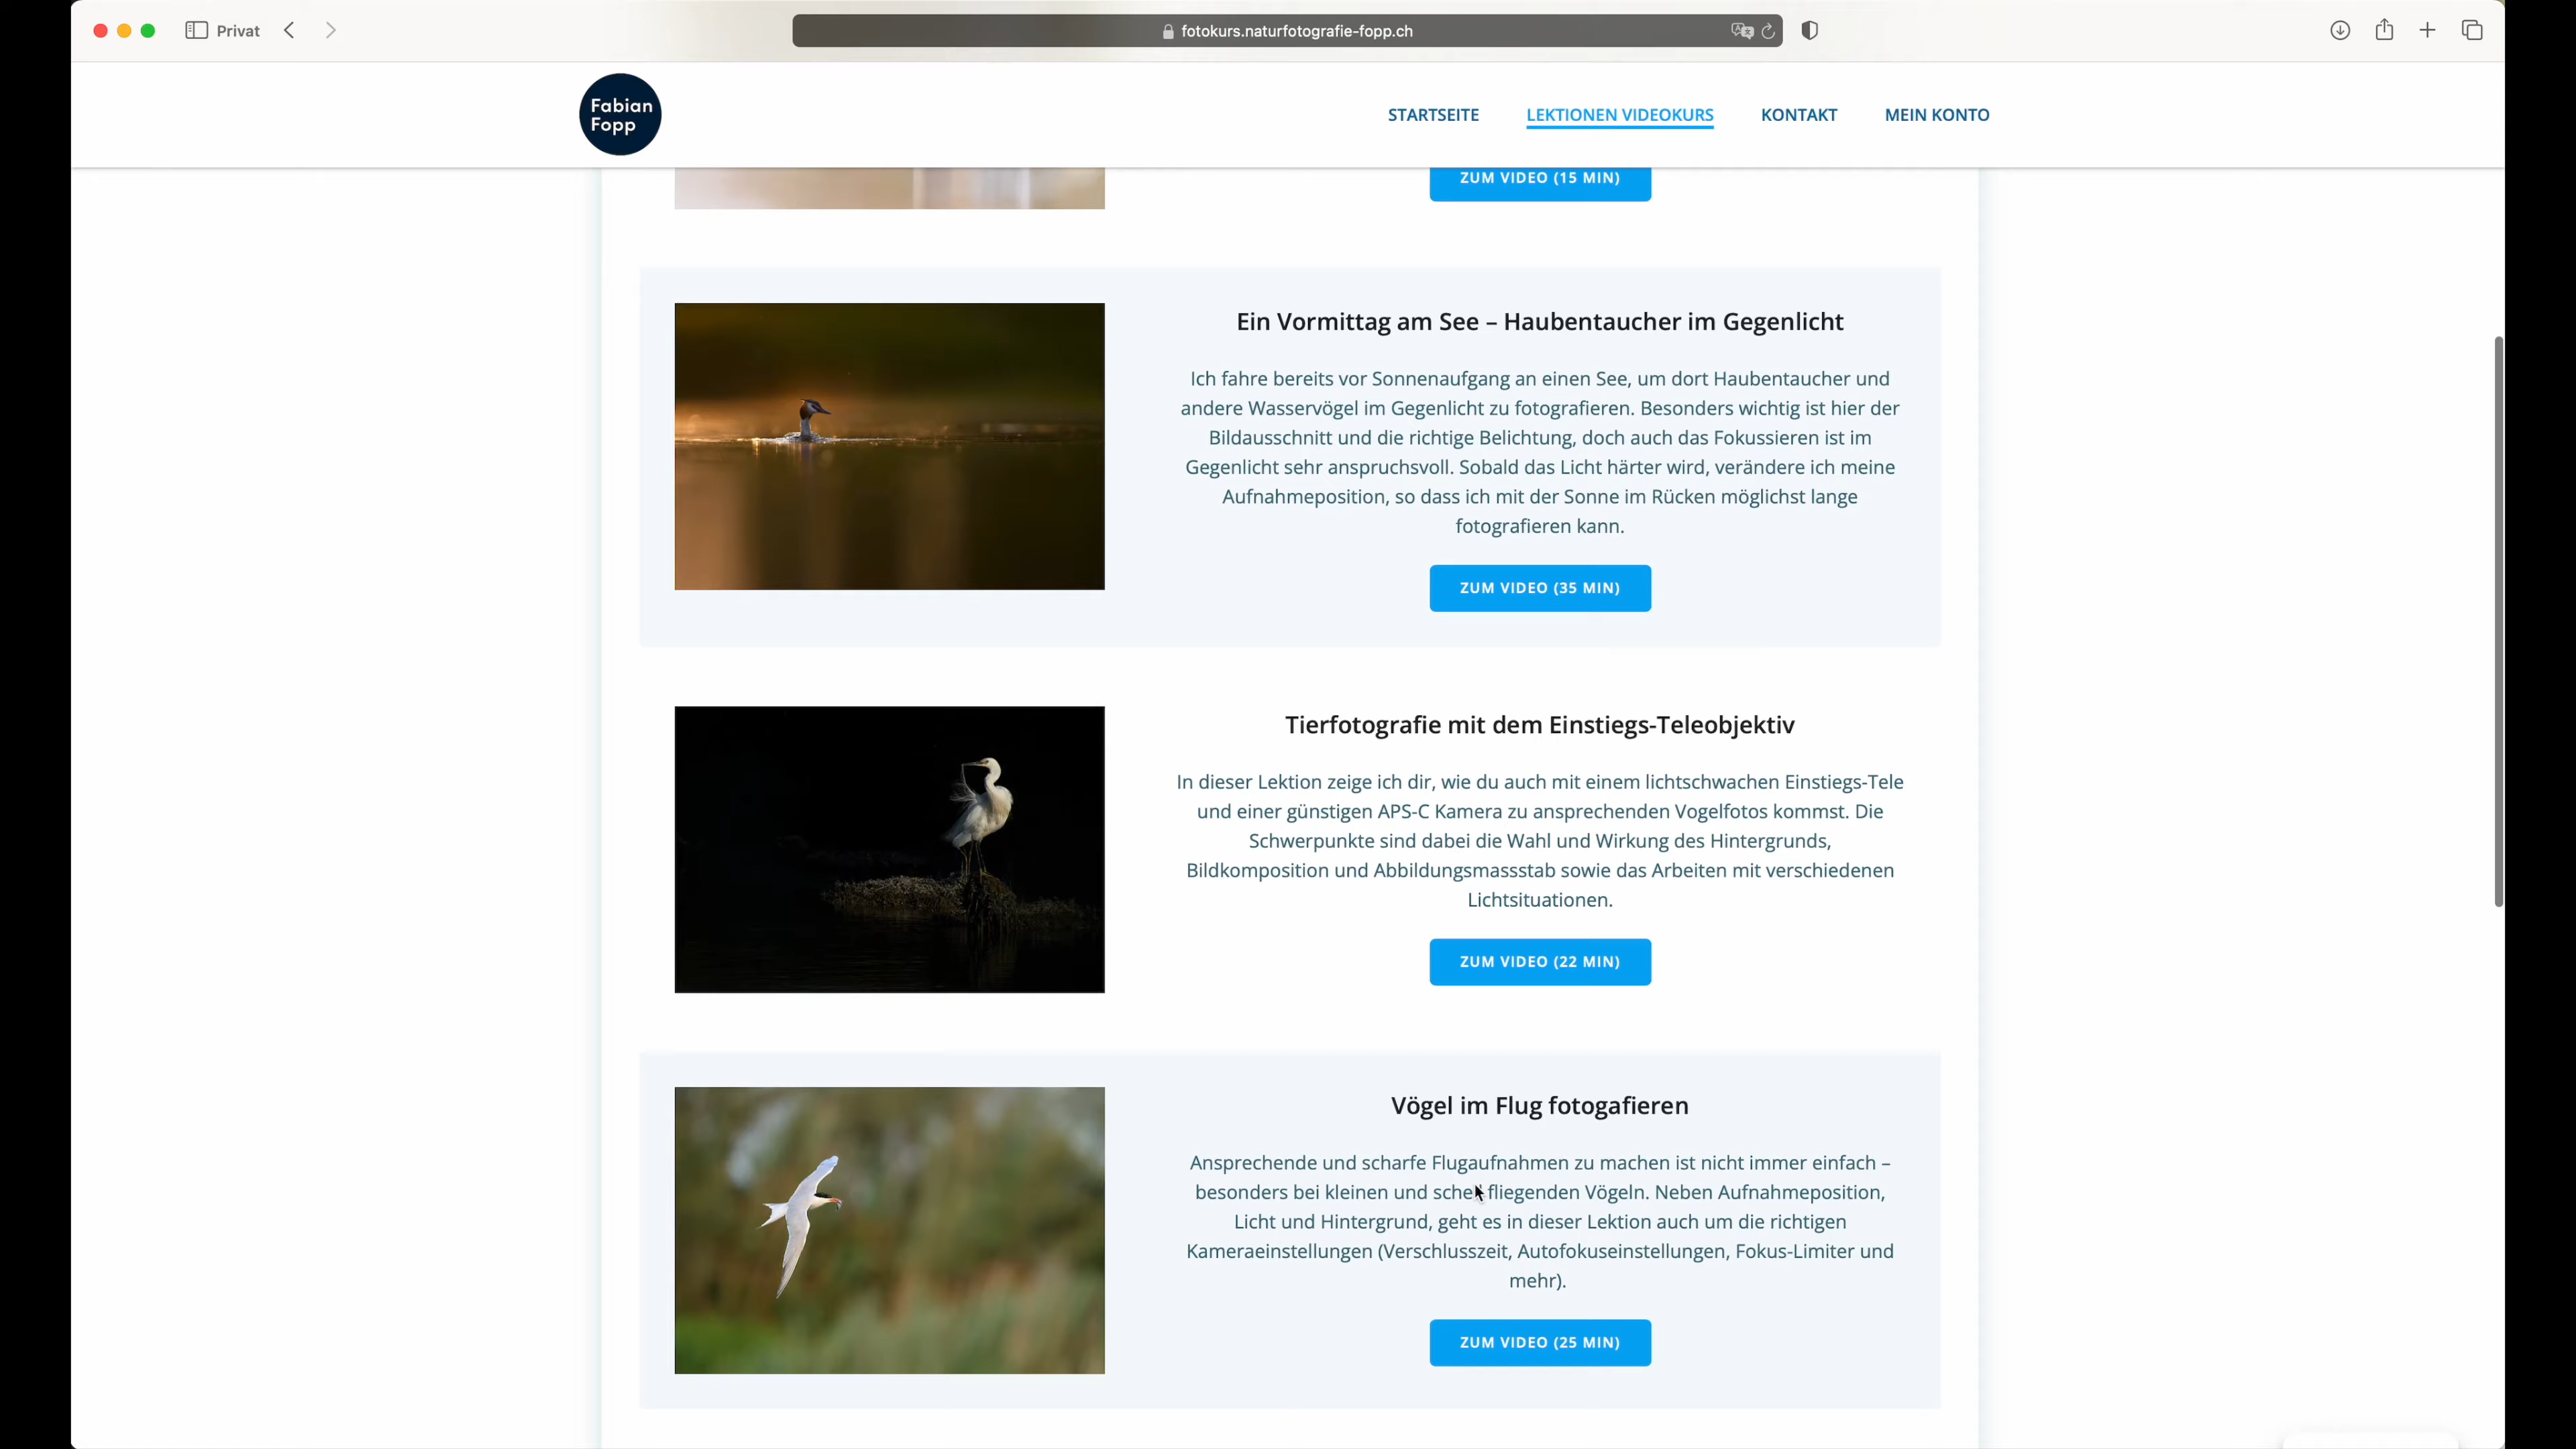 Privat
fotokurs.naturfotografie-fopp.ch
Fabian
Fopp
STARTSEITE
LEKTIONEN VIDEOKURS
KONTAKT
MEIN KONTO
ZUM VIDEO (15 MIN)
Ein Vormittag am See – Haubentaucher im Gegenlicht
Ich fahre bereits vor Sonnenaufgang an einen See, um dort Haubentaucher und
andere Wasservögel im Gegenlicht zu fotografieren. Besonders wichtig ist hier der
Bildausschnitt und die richtige Belichtung, doch auch das Fokussieren ist im
Gegenlicht sehr anspruchsvoll. Sobald das Licht härter wird, verändere ich meine
Aufnahmeposition, so dass ich mit der Sonne im Rücken möglichst lange
fotografieren kann.
ZUM VIDEO (35 MIN)
Tierfotografie mit dem Einstiegs-Teleobjektiv
In dieser Lektion zeige ich dir, wie du auch mit einem lichtschwachen Einstiegs-Tele
und einer günstigen APS-C Kamera zu ansprechenden Vogelfotos kommst. Die
Schwerpunkte sind dabei die Wahl und Wirkung des Hintergrunds,
Bildkomposition und Abbildungsmassstab sowie das Arbeiten mit verschiedenen
Lichtsituationen.
ZUM VIDEO (22 MIN)
Vögel im Flug fotogafieren
Ansprechende und scharfe Flugaufnahmen zu machen ist nicht immer einfach –
besonders bei kleinen und fliegenden Vögeln. Neben Aufnahmeposition,
Licht und Hintergrund, geht es in dieser Lektion auch um die richtigen
Kameraeinstellungen (Verschlusszeit, Autofokuseinstellungen, Fokus-Limiter und
mehr).
ZUM VIDEO (25 MIN)